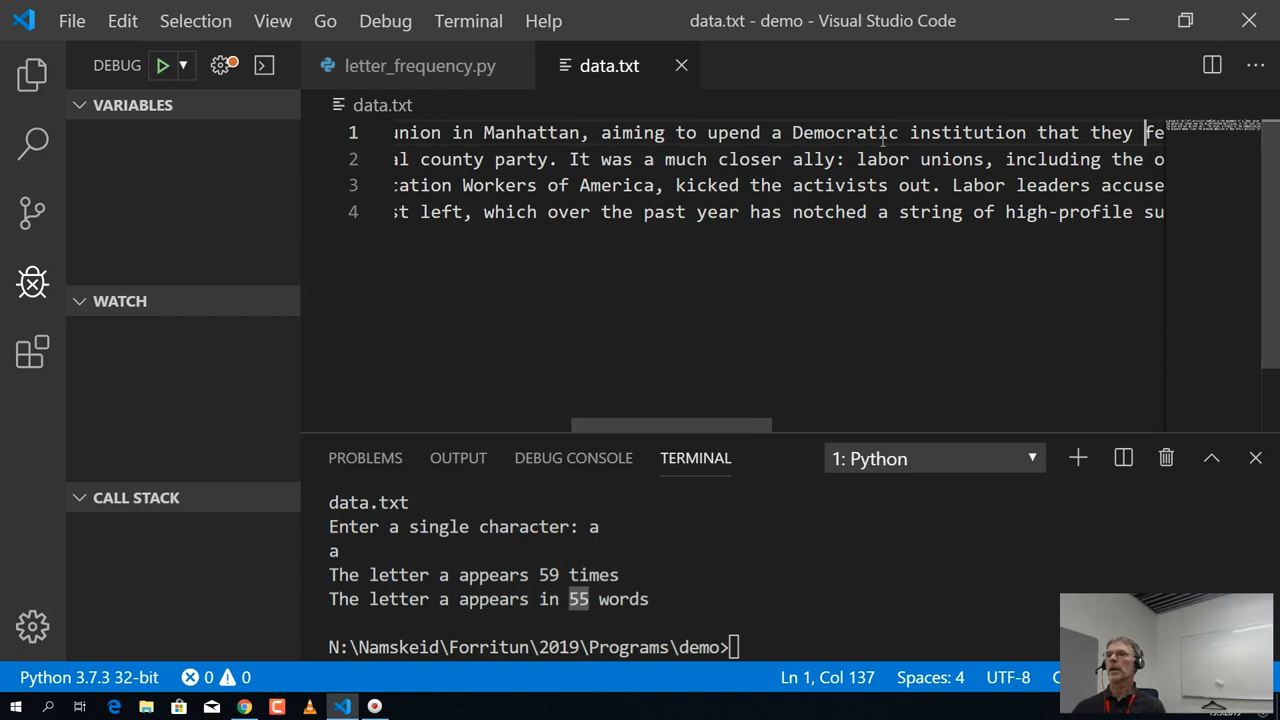 File Edit Selection View Go Debug Terminal Help data.txt - demo - Visual Studio Code
DEBUG
letter_frequency.py data.txt
VARIABLES
data.txt
1 union in Manhattan, aiming to upend a Democratic institution that they fe
2 al county party. It was a much closer ally: labor unions, including the o
3 cation Workers of America, kicked the activists out. Labor leaders accuse
4 st left, which over the past year has notched a string of high-profile su
WATCH
CALL STACK
PROBLEMS OUTPUT DEBUG CONSOLE TERMINAL 1: Python
data.txt
Enter a single character: a
a
The letter a appears 59 times
The letter a appears in 55 words
N:\Namskeid\Forritun\2019\Programs\demo>
Python 3.7.3 32-bit 0 0 Ln 1, Col 137 Spaces: 4 UTF-8